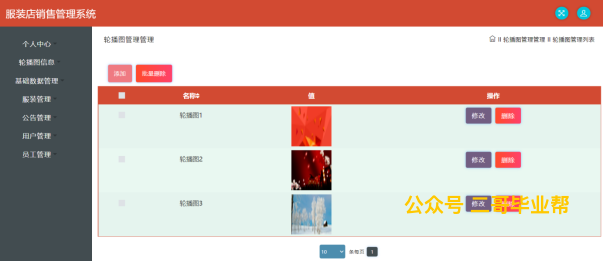 服装店销售管理系统
个人中心
轮播图信息
基础数据管理
服装管理
公告管理
用户管理
员工管理
轮播图管理管理
轮播图管理管理 轮播图管理列表
添加 批量删除
名称 值 操作
轮播图1 修改 删除
轮播图2 修改 删除
轮播图3 修改 删除
公众号 二哥毕业帮
10 条每页 1